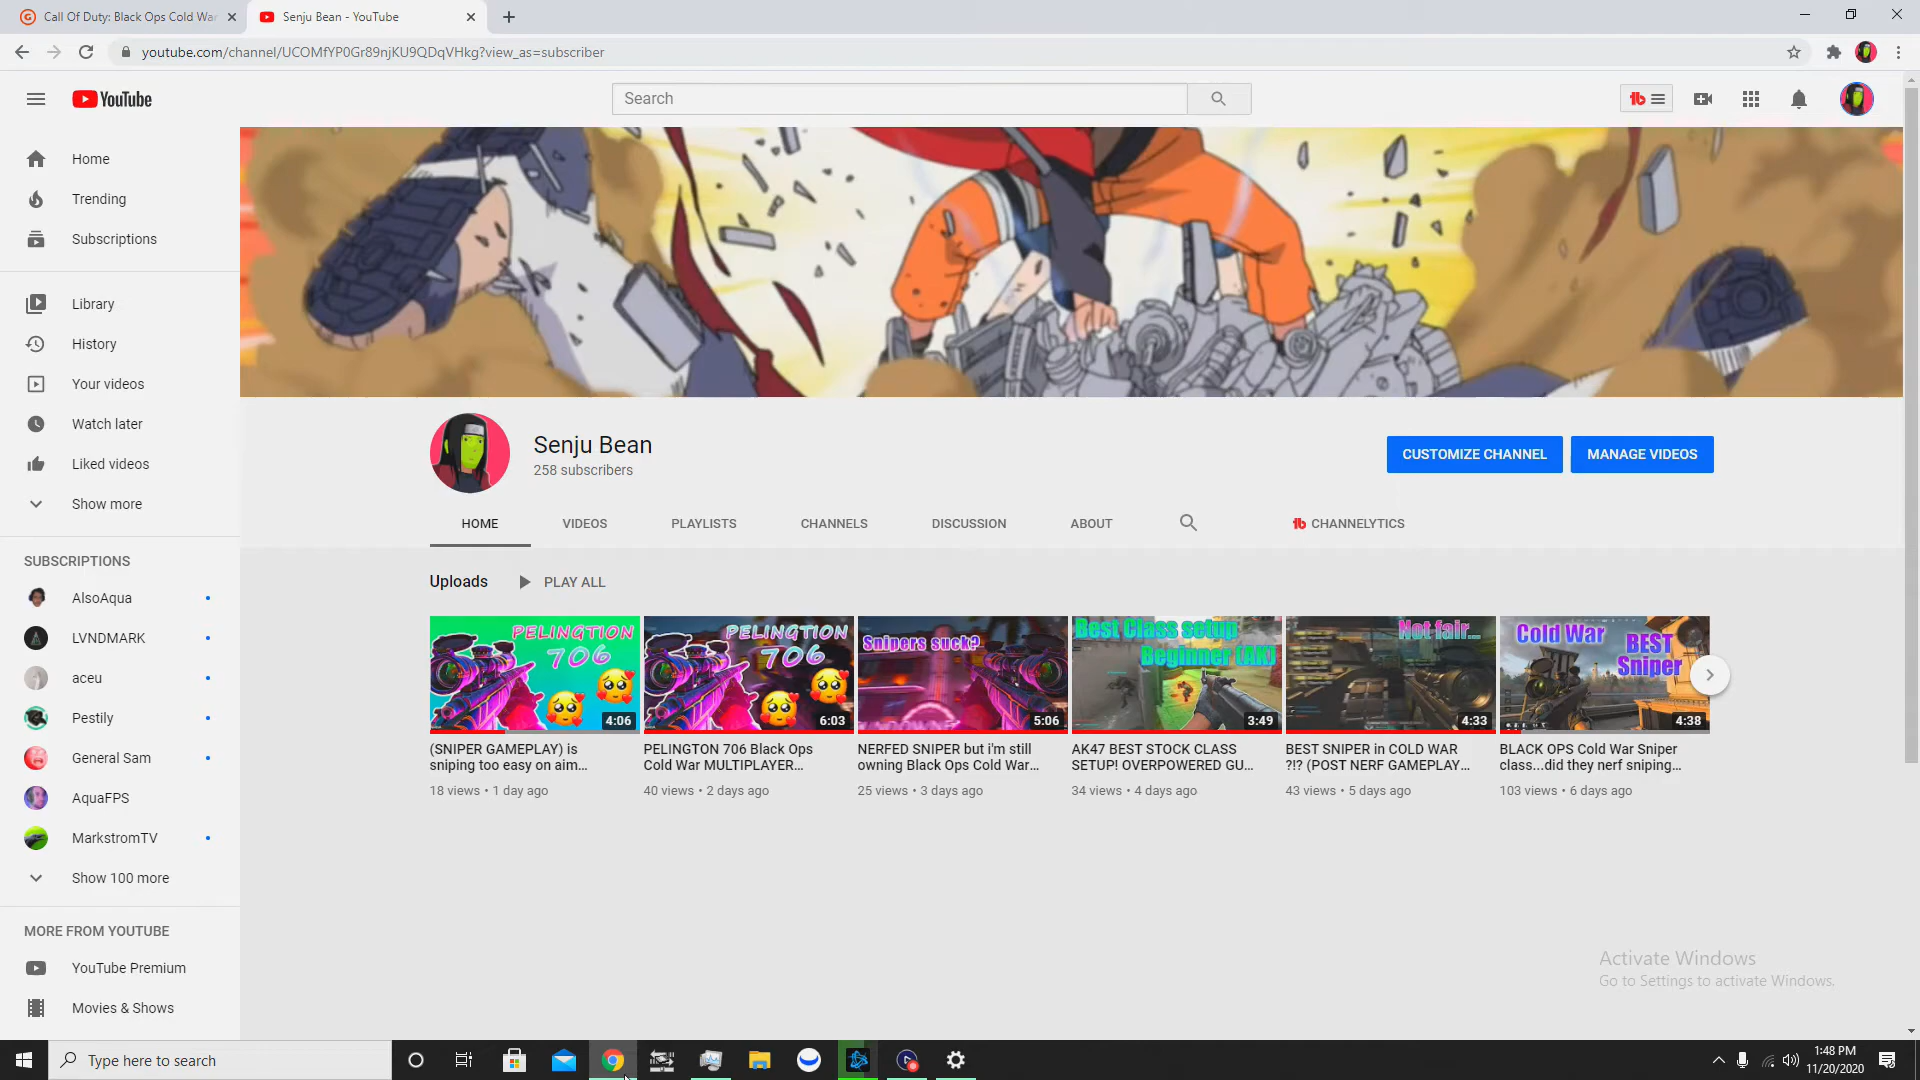 Call Of Duty: Black Ops Cold War
Senju Bean - YouTube
youtube.com/channel/UCOMfYP0Gr89njKU9QDqVHkg?view_as=subscriber
YouTube
Search
Home
Trending
Subscriptions
Library
History
Your videos
Watch later
Liked videos
Show more
SUBSCRIPTIONS
AlsoAqua
LVNDMARK
aceu
Pestily
General Sam
AquaFPS
MarkstromTV
Show 100 more
MORE FROM YOUTUBE
YouTube Premium
Movies & Shows
Senju Bean
258 subscribers
CUSTOMIZE CHANNEL
MANAGE VIDEOS
HOME
VIDEOS
PLAYLISTS
CHANNELS
DISCUSSION
ABOUT
CHANNELYTICS
Uploads
PLAY ALL
PELINGTION
706
4:06
(SNIPER GAMEPLAY) is
sniping too easy on aim...
18 views • 1 day ago
PELINGTION
706
6:03
PELINGTON 706 Black Ops
Cold War MULTIPLAYER...
40 views • 2 days ago
Snipers suck?
5:06
NERFED SNIPER but i'm still
owning Black Ops Cold War...
25 views • 3 days ago
Best Class setup
Beginner (AK)
3:49
AK47 BEST STOCK CLASS
SETUP! OVERPOWERED GU...
34 views • 4 days ago
Not fair...
4:33
BEST SNIPER in COLD WAR
?!? (POST NERF GAMEPLAY...
43 views • 5 days ago
Cold War
BEST
Sniper
4:38
BLACK OPS Cold War Sniper
class...did they nerf sniping...
103 views • 6 days ago
Activate Windows
Go to Settings to activate Windows.
Type here to search
1:48 PM
11/20/2020